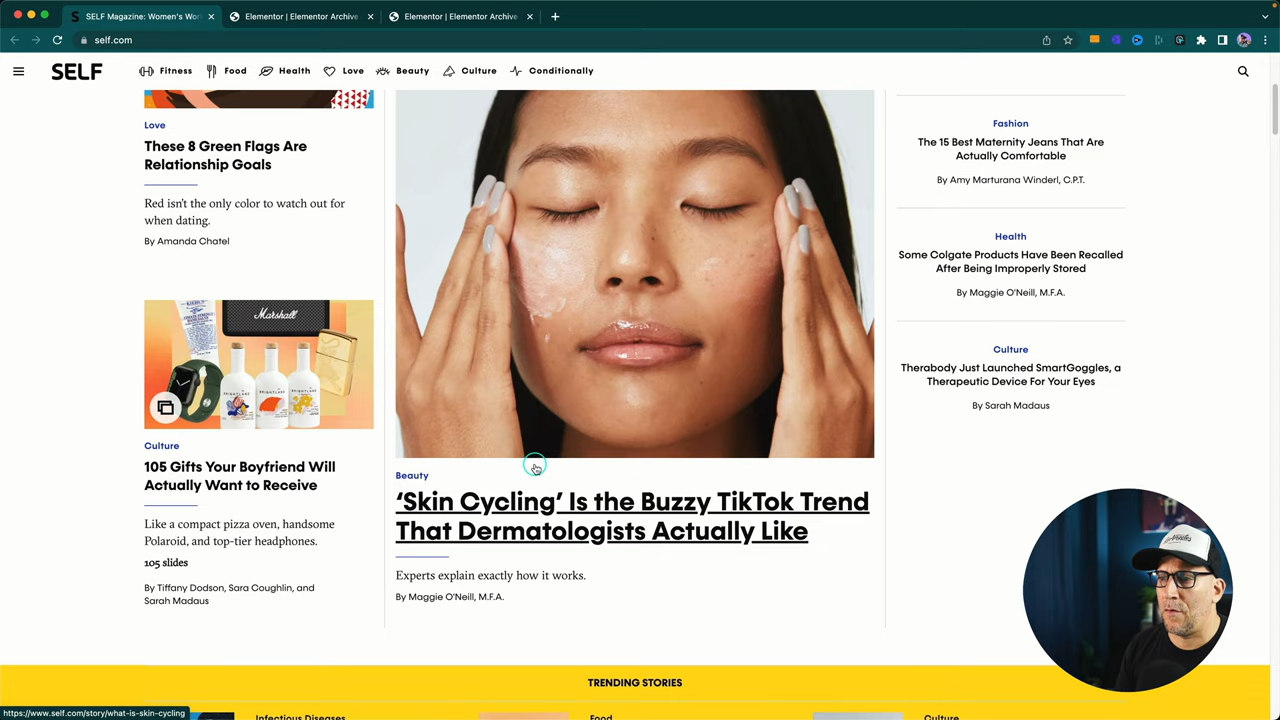 SELF Magazine: Women's Wor
Elementor | Elementor Archive
Elementor | Elementor Archive
self.com
SELF
Fitness
Food
Health
Love
Beauty
Culture
Conditionally
Love
These 8 Green Flags Are
Relationship Goals
Red isn't the only color to watch out for
when dating.
By Amanda Chatel
Marshall
BRIGHTLAND
Culture
105 Gifts Your Boyfriend Will
Actually Want to Receive
Like a compact pizza oven, handsome
Polaroid, and top-tier headphones.
105 slides
By Tiffany Dodson, Sara Coughlin, and
Sarah Madaus
Beauty
‘Skin Cycling’ Is the Buzzy TikTok Trend
That Dermatologists Actually Like
Experts explain exactly how it works.
By Maggie O'Neill, M.F.A.
Fashion
The 15 Best Maternity Jeans That Are
Actually Comfortable
By Amy Marturana Winderl, C.P.T.
Health
Some Colgate Products Have Been Recalled
After Being Improperly Stored
By Maggie O'Neill, M.F.A.
Culture
Therabody Just Launched SmartGoggles, a
Therapeutic Device For Your Eyes
By Sarah Madaus
TRENDING STORIES
https://www.self.com/story/what-is-skin-cycling
Infectious Diseases
Food
Culture